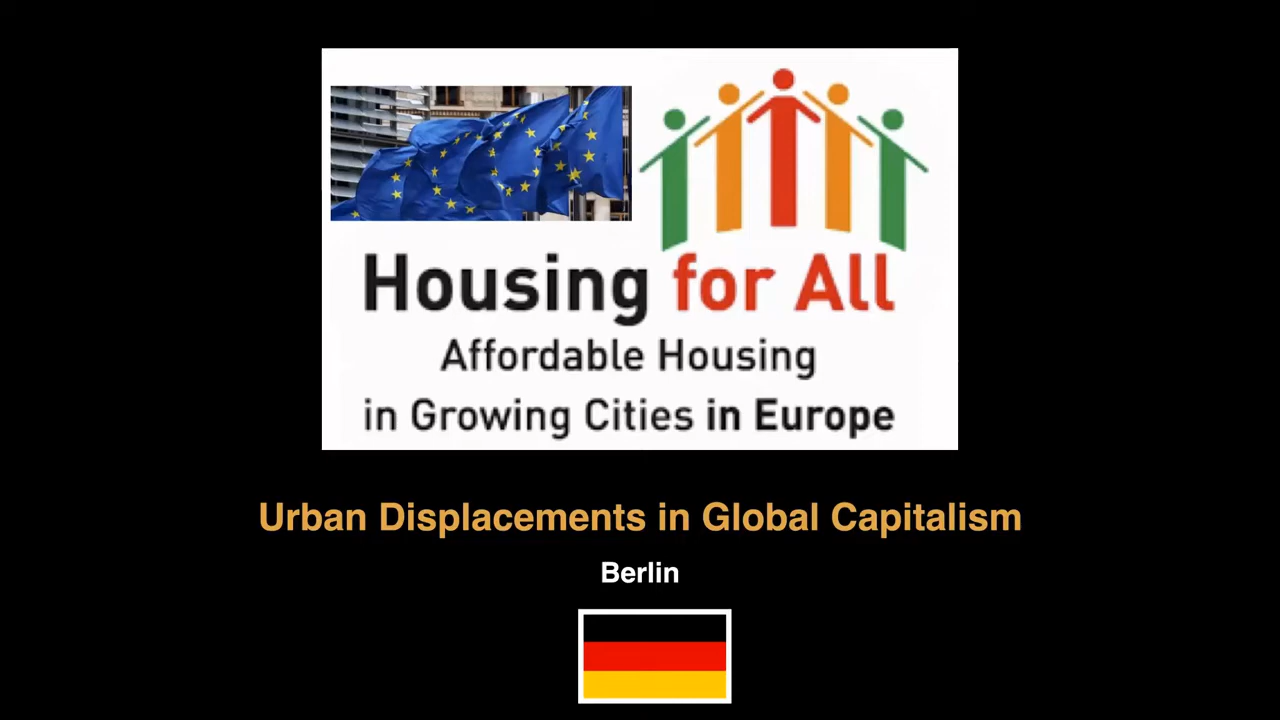 Housing for All
Affordable Housing
in Growing Cities in Europe
Urban Displacements in Global Capitalism
Berlin